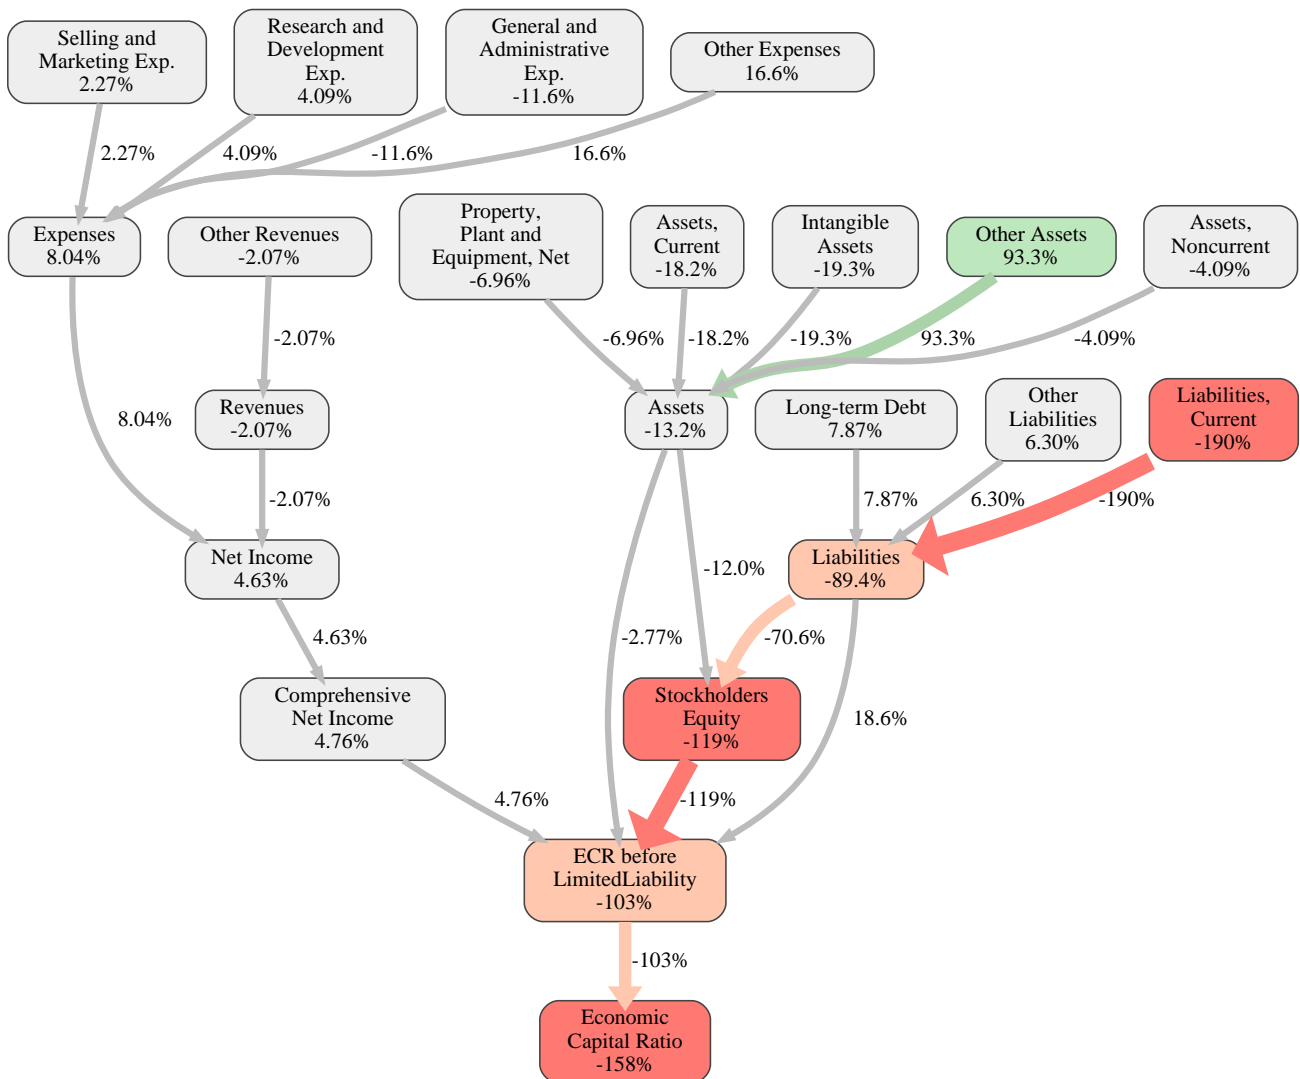 Selling and
Marketing Exp.
2.27%
Research and
Development
Exp.
4.09%
General and
Administrative
Exp.
-11.6%
Other Expenses
16.6%
2.27%
4.09%
-11.6%
16.6%
Expenses
8.04%
Other Revenues
-2.07%
Property,
Plant and
Equipment, Net
-6.96%
Assets,
Current
-18.2%
Intangible
Assets
-19.3%
Other Assets
93.3%
Assets,
Noncurrent
-4.09%
-2.07%
-6.96%
-18.2%
-19.3%
93.3%
-4.09%
8.04%
Revenues
-2.07%
Assets
-13.2%
Long-term Debt
7.87%
Other
Liabilities
6.30%
Liabilities,
Current
-190%
-2.07%
7.87%
6.30%
-190%
Net Income
4.63%
-12.0%
Liabilities
-89.4%
4.63%
-2.77%
-70.6%
Comprehensive
Net Income
4.76%
Stockholders
Equity
-119%
18.6%
4.76%
-119%
ECR before
LimitedLiability
-103%
-103%
Economic
Capital Ratio
-158%